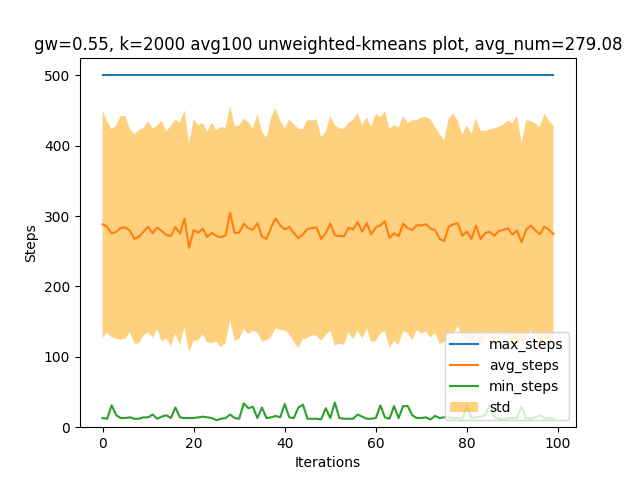 gw=0.55, k=2000 avg100 unweighted-kmeans plot, avg_num=279.08
500
400
300
200
100
0
Steps
0
20
40
60
80
100
Iterations
max_steps
avg_steps
min_steps
std